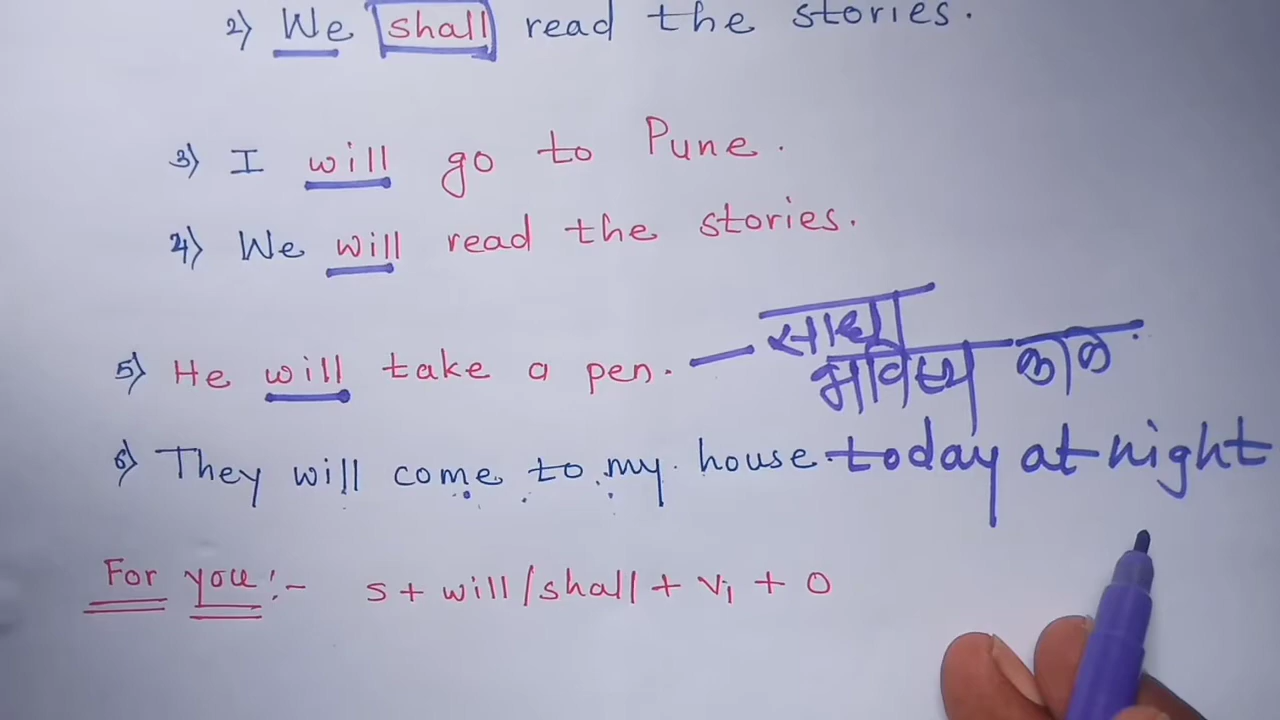 2) We shall read the stories.
3) I will go to Pune.
4) We will read the stories.
5) He will take a pen. — साधा
भविष्य काळ.
6) They will come to my house. today at night
For you:- S + will/shall + V1 + O